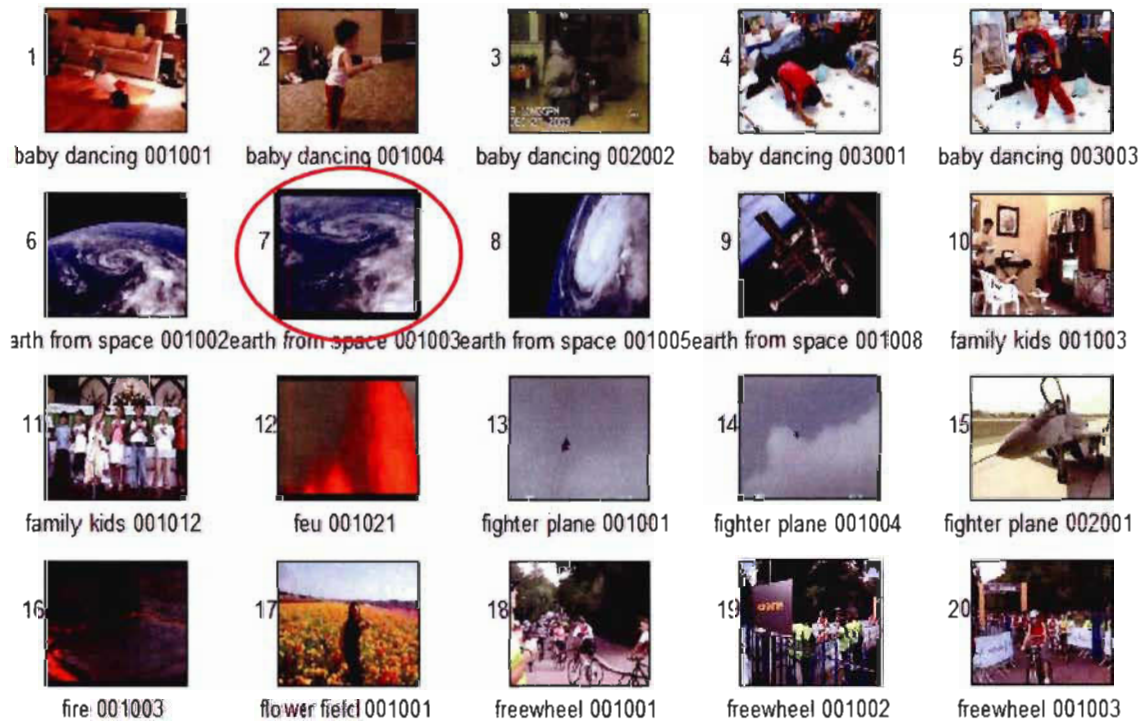 1 2 3 4 5
DEC 27 2003
baby dancing 001001 baby dancing 001004 baby dancing 002002 baby dancing 003001 baby dancing 003003
6 7 8 9 10
arth from space 001002earth from space 001003earth from space 001005earth from space 001008 family kids 001003
11 12 13 14 15
family kids 001012 feu 001021 fighter plane 001001 fighter plane 001004 fighter plane 002001
16 17 18 19 20
fire 001003 flower field 001001 freewheel 001001 freewheel 001002 freewheel 001003